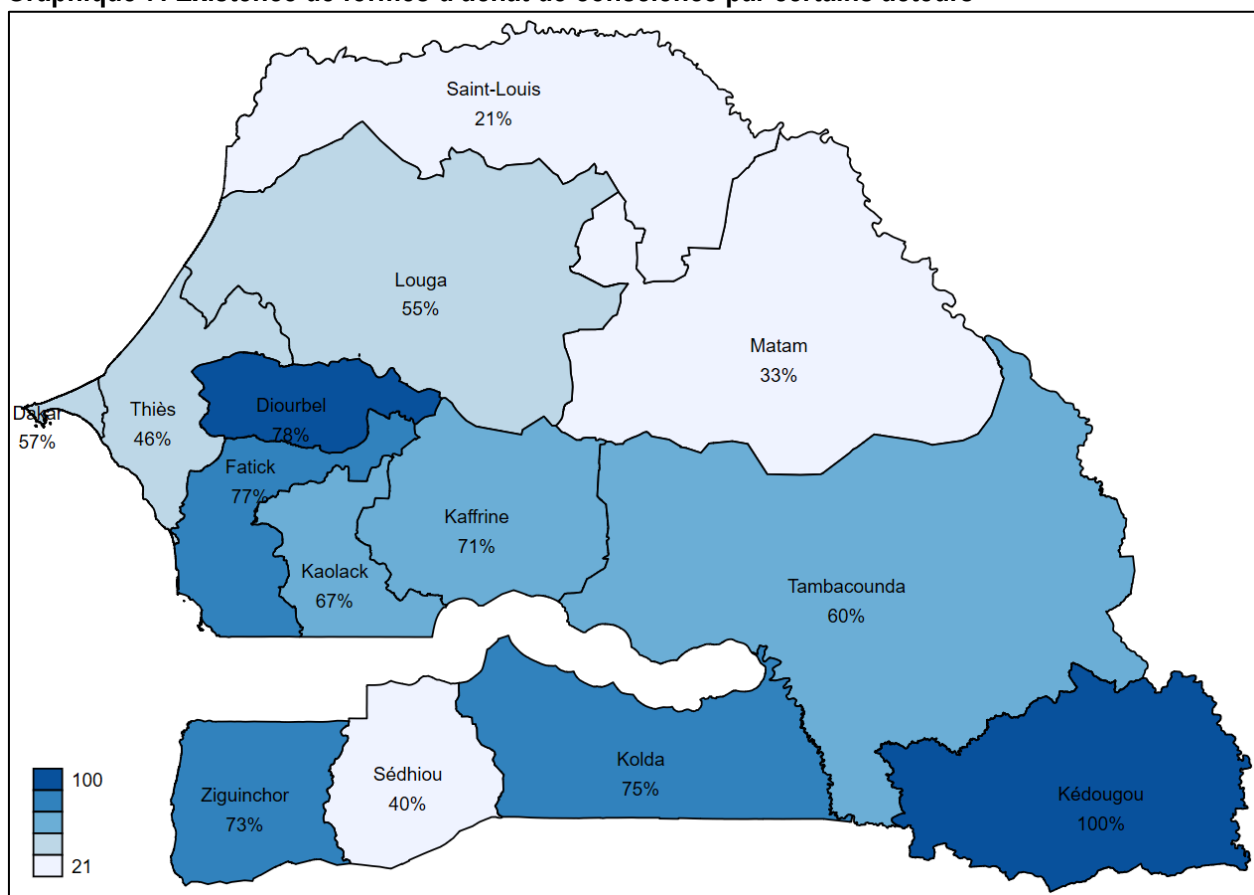 Saint-Louis
21%
Louga
55%
Matam
33%
Dakar
57%
Thiès
46%
Diourbel
78%
Fatick
77%
Kaffrine
71%
Kaolack
67%
Tambacounda
60%
Kolda
75%
Sédhiou
40%
Ziguinchor
73%
Kédougou
100%
100
21